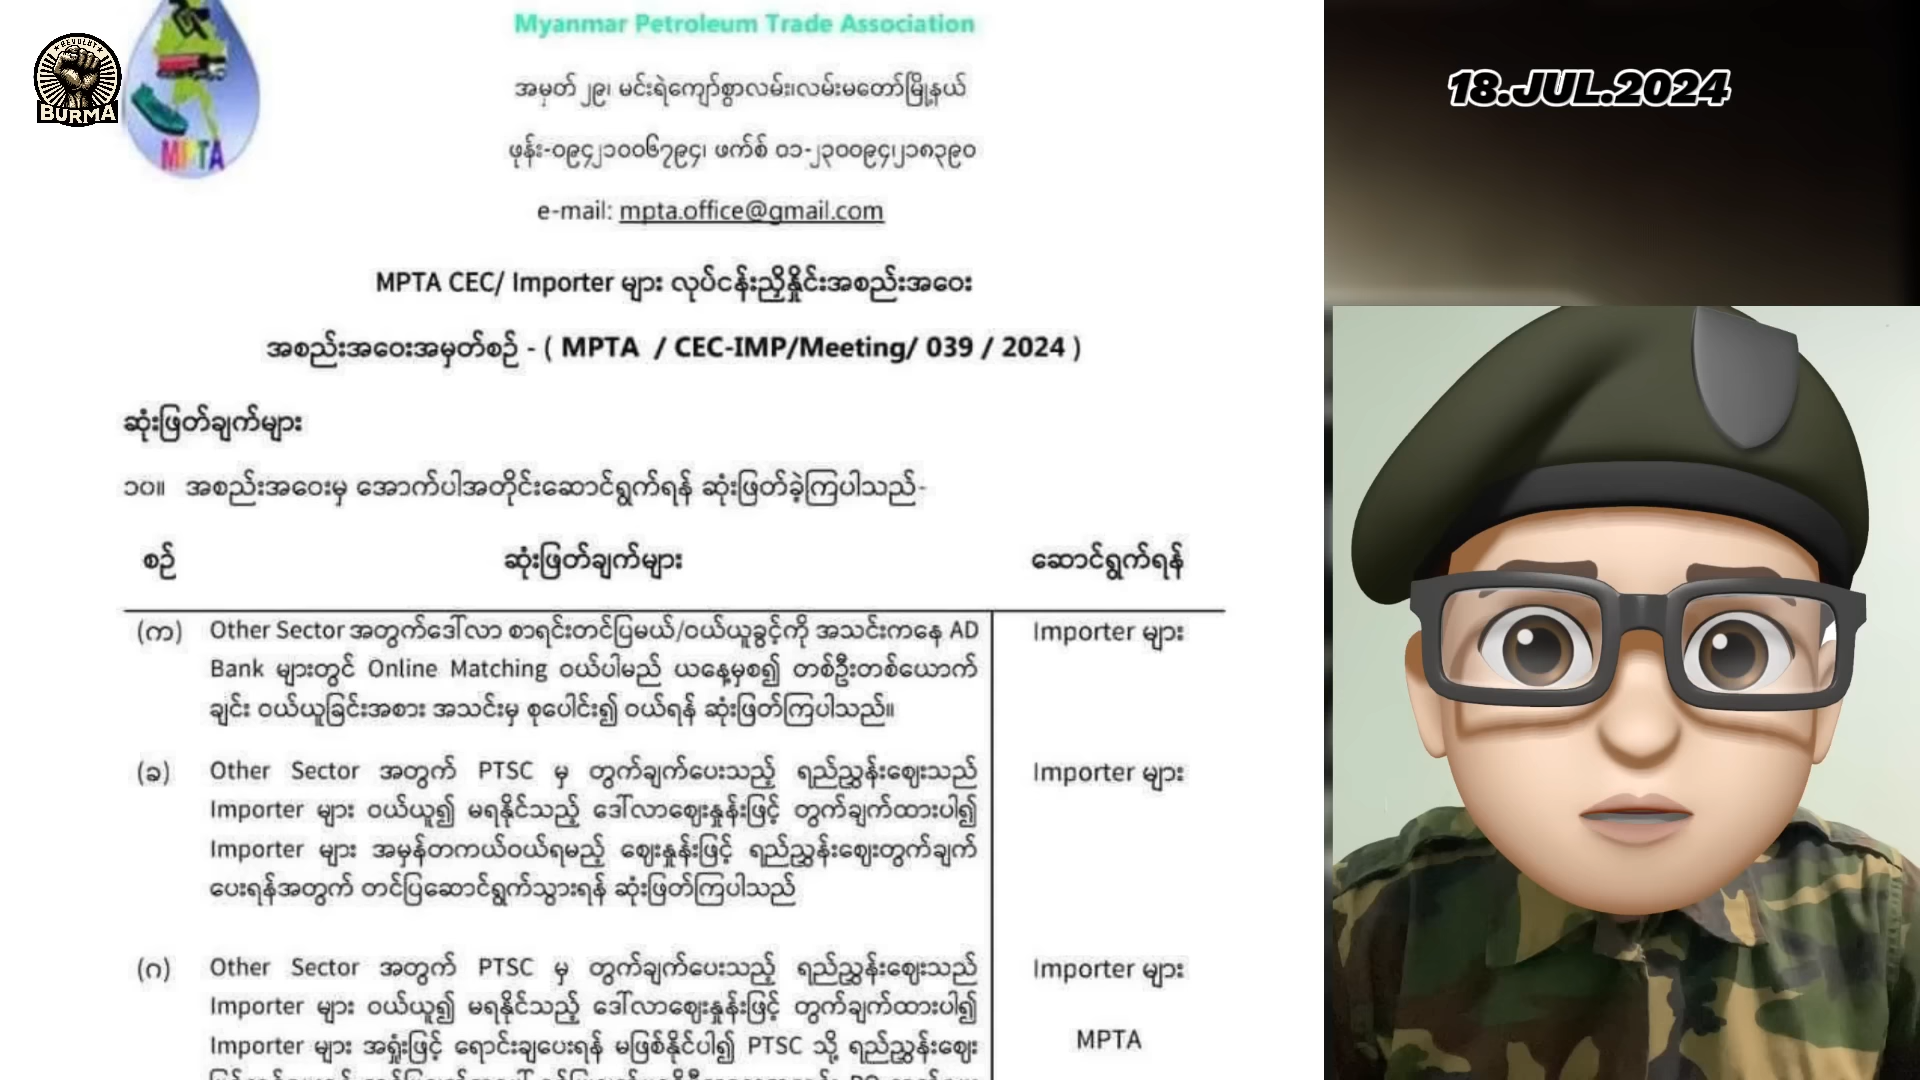 REVOLUT
BURMA
MPTA
Myanmar Petroleum Trade Association
အမှတ်၂၉၊ မင်းရဲကျော်စွာလမ်း၊လမ်းမတော်မြို့နယ်
ဖုန်း-၀၉၄၂၁၀၀၆၇၉၄၊ ဖက်စ် ၀၁-၂၃၀၀၉၄၊၂၁၈၃၉၀
e-mail: mpta.office@gmail.com
MPTA CEC/ Importer များ လုပ်ငန်းညှိနှိုင်းအစည်းအဝေး
အစည်းအဝေးအမှတ်စဉ် - ( MPTA / CEC-IMP/Meeting/ 039 / 2024 )
ဆုံးဖြတ်ချက်များ
၁၀။ အစည်းအဝေးမှ အောက်ပါအတိုင်းဆောင်ရွက်ရန် ဆုံးဖြတ်ခဲ့ကြပါသည်-
စဉ် ဆုံးဖြတ်ချက်များ ဆောင်ရွက်ရန်
(က) Other Sector အတွက်ဒေါ်လာ စာရင်းတင်ပြမယ်/ဝယ်ယူခွင့်ကို အသင်းကနေ AD Importer များ
Bank များတွင် Online Matching ဝယ်ပါမည် ယနေ့မှစ၍ တစ်ဦးတစ်ယောက်
ချင်း ဝယ်ယူခြင်းအစား အသင်းမှ စုပေါင်း၍ ဝယ်ရန် ဆုံးဖြတ်ကြပါသည်။
(ခ) Other Sector အတွက် PTSC မှ တွက်ချက်ပေးသည့် ရည်ညွှန်းဈေးသည် Importer များ
Importer များ ဝယ်ယူ၍ မရနိုင်သည့် ဒေါ်လာဈေးနှုန်းဖြင့် တွက်ချက်ထားပါ၍
Importer များ အမှန်တကယ်ဝယ်ရမည့် ဈေးနှုန်းဖြင့် ရည်ညွှန်းဈေးတွက်ချက်
ပေးရန်အတွက် တင်ပြဆောင်ရွက်သွားရန် ဆုံးဖြတ်ကြပါသည်
(ဂ) Other Sector အတွက် PTSC မှ တွက်ချက်ပေးသည့် ရည်ညွှန်းဈေးသည် Importer များ
Importer များ ဝယ်ယူ၍ မရနိုင်သည့် ဒေါ်လာဈေးနှုန်းဖြင့် တွက်ချက်ထားပါ၍
Importer များ အရှုံးဖြင့် ရောင်းချပေးရန် မဖြစ်နိုင်ပါ၍ PTSC သို့ ရည်ညွှန်းဈေး MPTA
18.JUL.2024